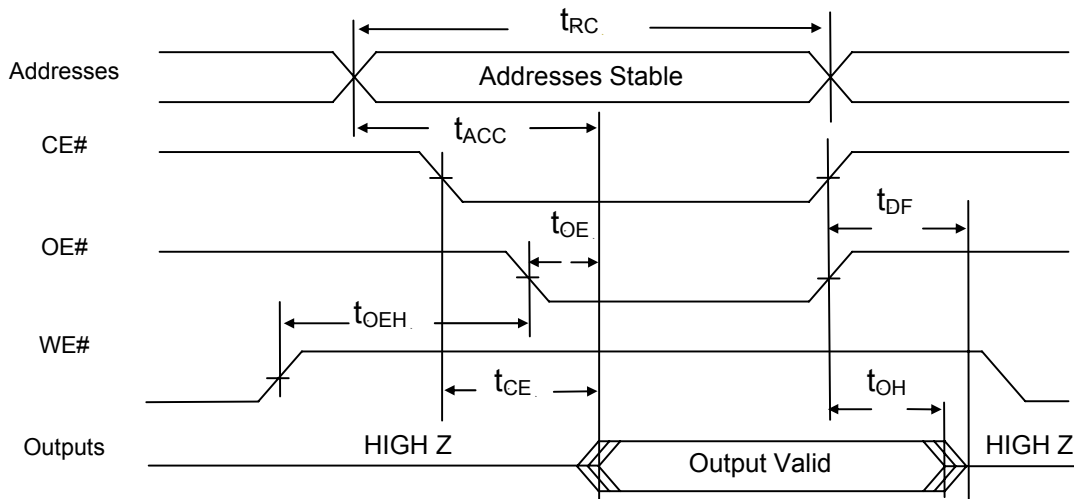 tRC
Addresses
Addresses Stable
tACC
CE#
tDF
tOE
OE#
tOEH
WE#
tCE
tOH
Outputs
HIGH Z
Output Valid
HIGH Z